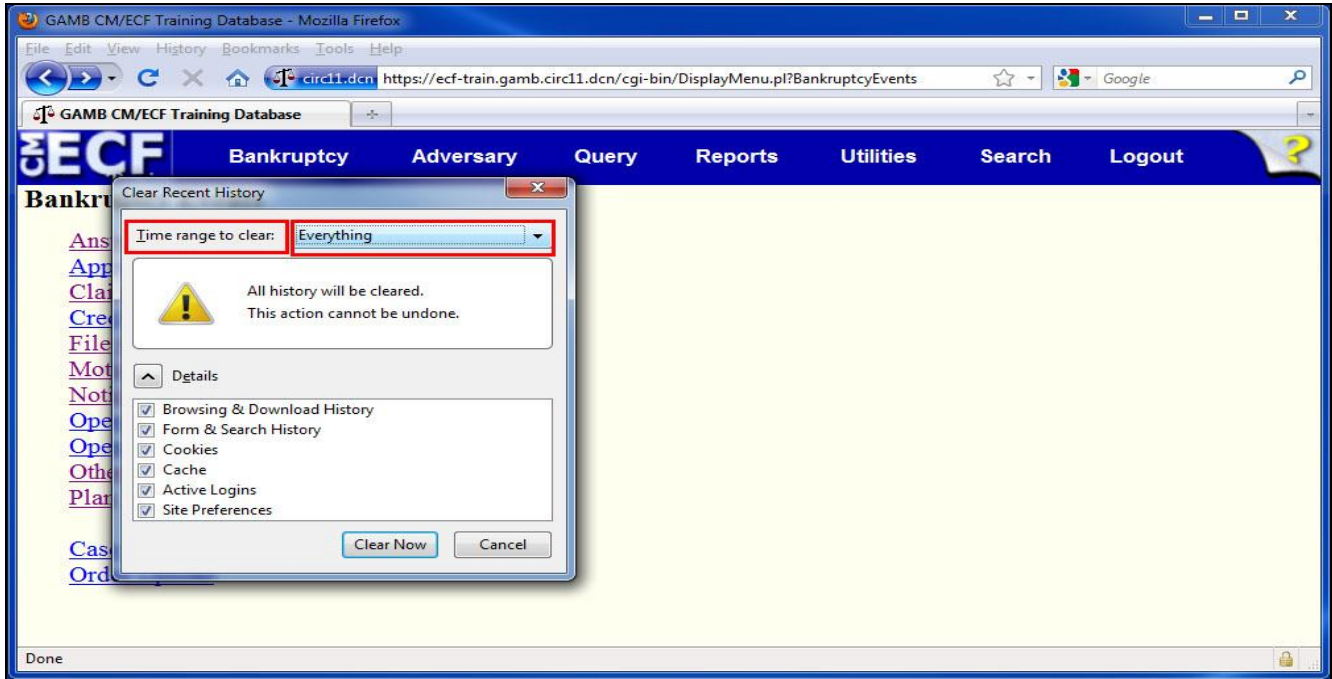 GAMB CM/ECF Training Database - Mozilla Firefox
File Edit View History Bookmarks Tools Help
circ11.dcn https://ecf-train.gamb.circ11.dcn/cgi-bin/DisplayMenu.pl?BankruptcyEvents Google
GAMB CM/ECF Training Database
CM ECF Bankruptcy Adversary Query Reports Utilities Search Logout ?
Bankru
Clear Recent History
Time range to clear: Everything
All history will be cleared.
This action cannot be undone.
Details
Browsing & Download History
Form & Search History
Cookies
Cache
Active Logins
Site Preferences
Clear Now Cancel
Ans
App
Clai
Cre
File
Mot
Noti
Ope
Ope
Othe
Plan
Cas
Ord
Done